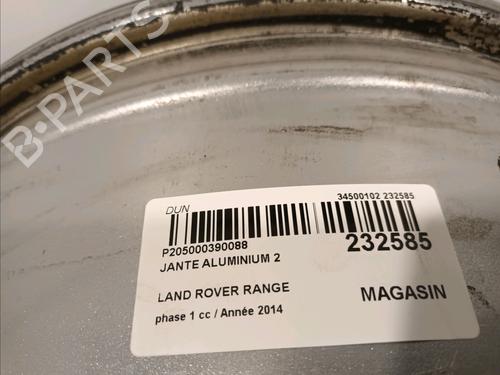 B-PARTS
DUN
34500102 232585
P205000390088
232585
JANTE ALUMINIUM 2
LAND ROVER RANGE
MAGASIN
phase 1 cc / Année 2014